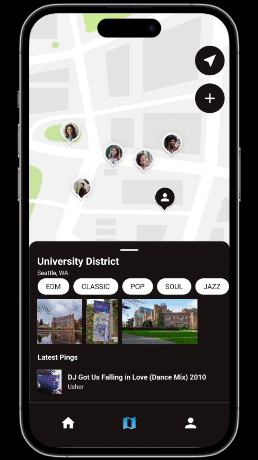 University District
Seattle, WA
EDM CLASSIC POP SOUL JAZZ
Latest Pings
DJ Got Us Falling in Love (Dance Mix) 2010
Usher